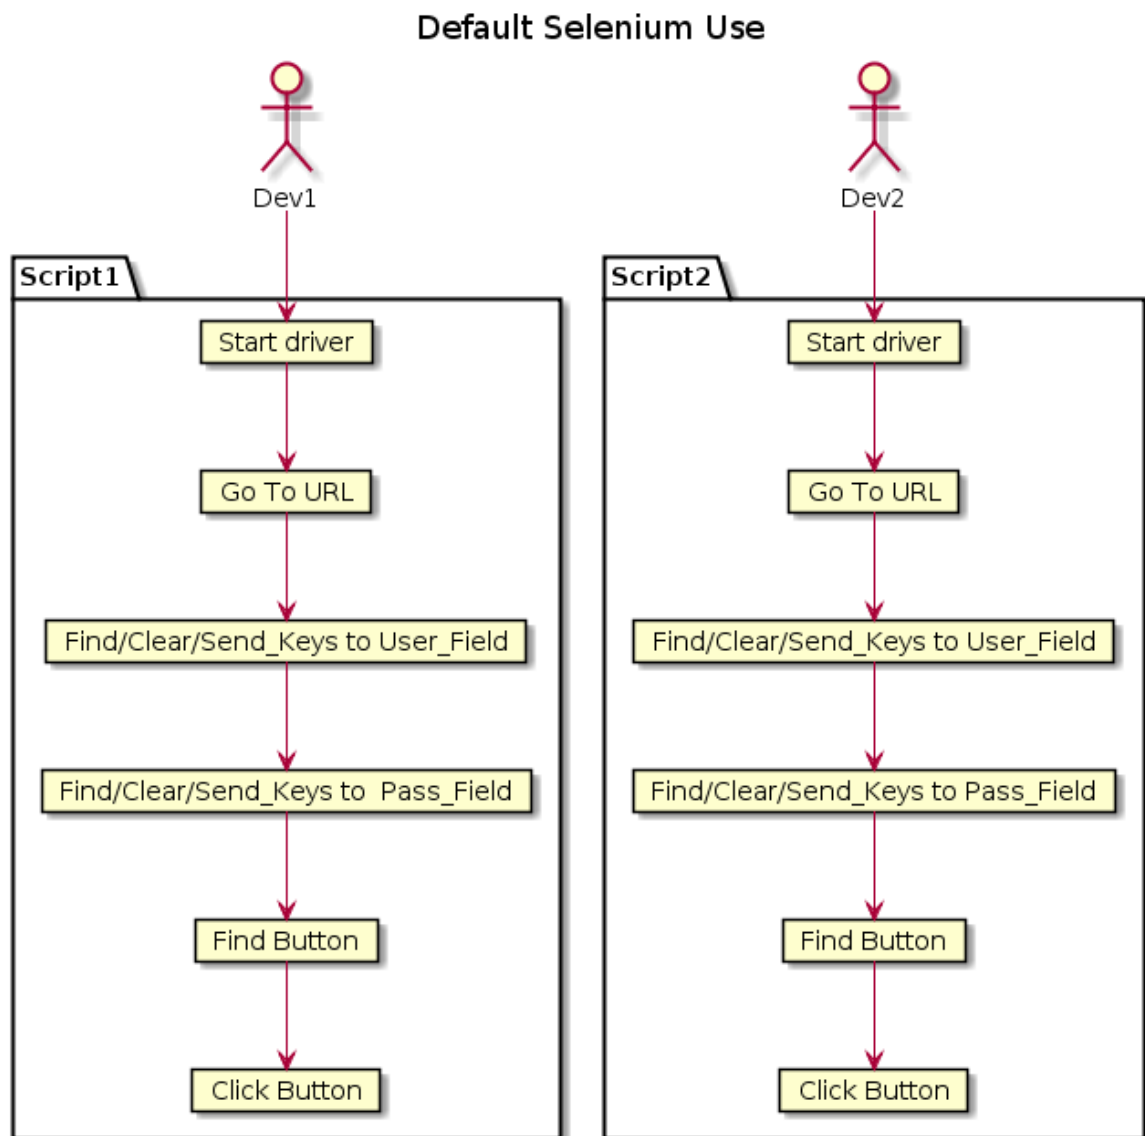 Default Selenium Use
Dev1
Dev2
Script1
Start driver
Go To URL
Find/Clear/Send_Keys to User_Field
Find/Clear/Send_Keys to  Pass_Field
Find Button
Click Button
Script2
Start driver
Go To URL
Find/Clear/Send_Keys to User_Field
Find/Clear/Send_Keys to Pass_Field
Find Button
Click Button